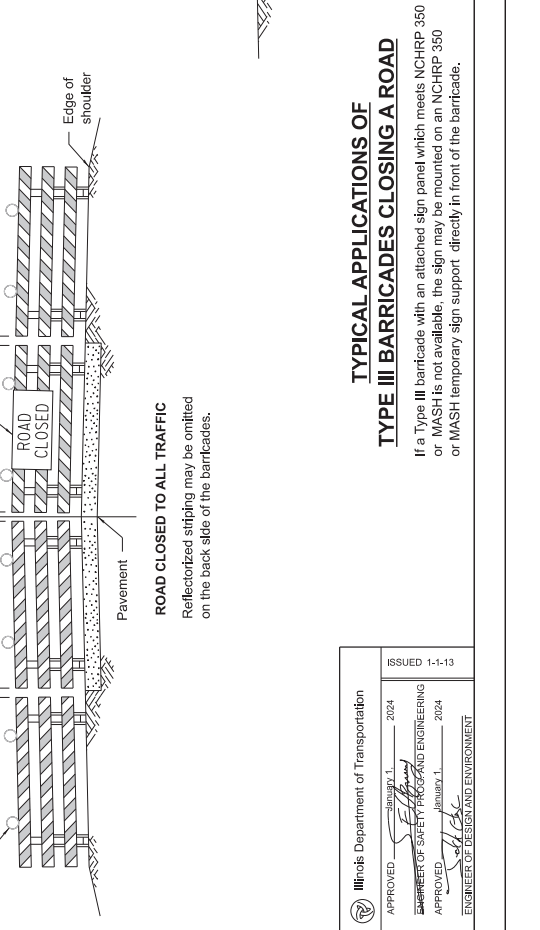 Edge of
shoulder
ROAD
CLOSED
Pavement
ROAD CLOSED TO ALL TRAFFIC
Reflectorized striping may be omitted
on the back side of the barricades.
TYPICAL APPLICATIONS OF
TYPE III BARRICADES CLOSING A ROAD
If a Type III barricade with an attached sign panel which meets NCHRP 350
or MASH is not available, the sign may be mounted on an NCHRP 350
or MASH temporary sign support directly in front of the barricade.
Illinois Department of Transportation
APPROVED January 1, 2024
ENGINEER OF SAFETY PROG. AND ENGINEERING
APPROVED January 1, 2024
ENGINEER OF DESIGN AND ENVIRONMENT
ISSUED 1-1-13